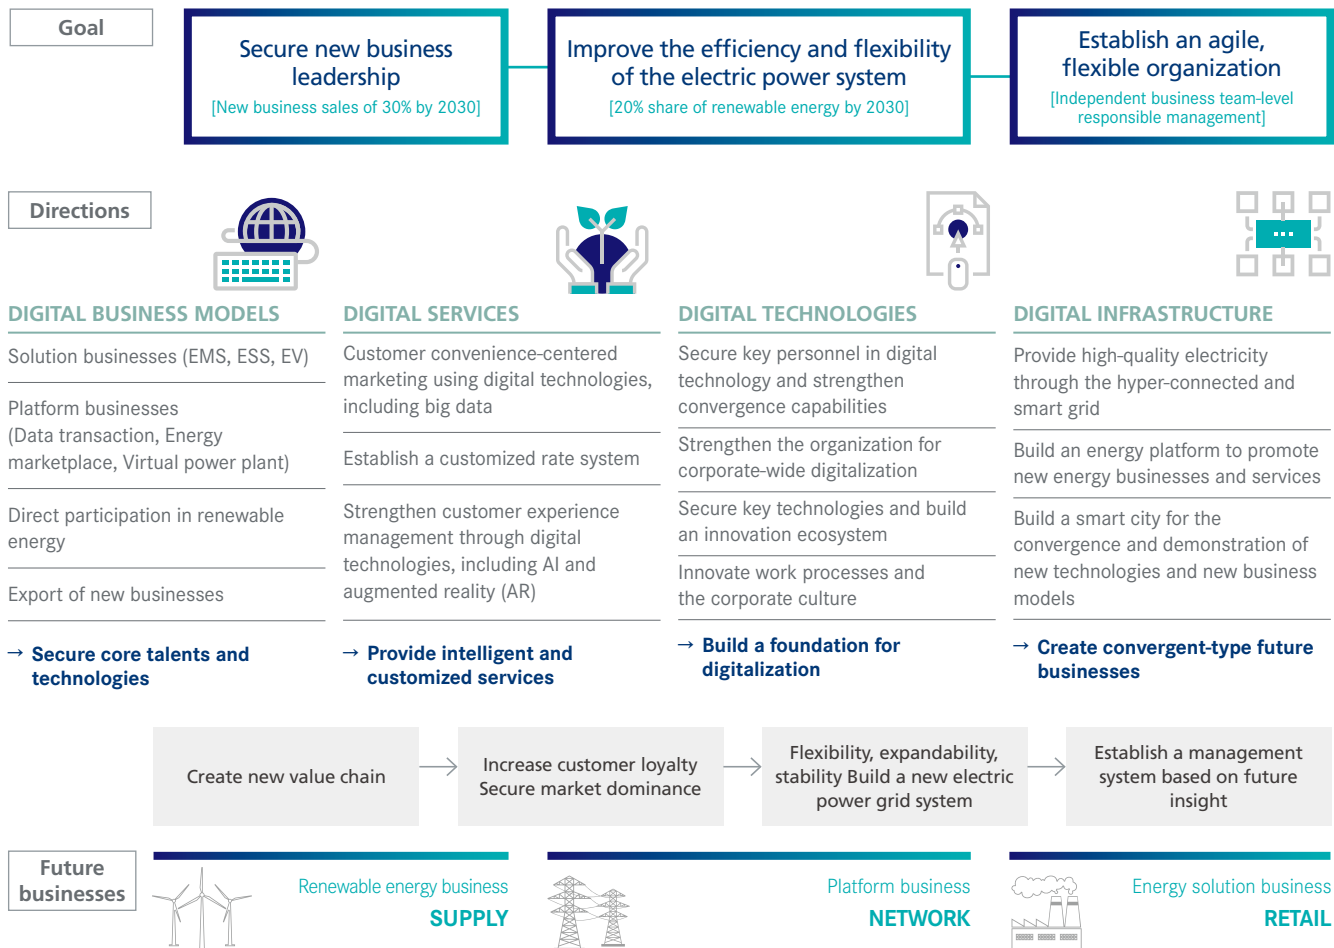 Goal
Secure new business
leadership
[New business sales of 30% by 2030]
Improve the efficiency and flexibility
of the electric power system
[20% share of renewable energy by 2030]
Establish an agile,
flexible organization
[Independent business team-level
responsible management]
Directions
DIGITAL BUSINESS MODELS
Solution businesses (EMS, ESS, EV)
Platform businesses
(Data transaction, Energy
marketplace, Virtual power plant)
Direct participation in renewable
energy
Export of new businesses
→ Secure core talents and
technologies
DIGITAL SERVICES
Customer convenience-centered
marketing using digital technologies,
including big data
Establish a customized rate system
Strengthen customer experience
management through digital
technologies, including AI and
augmented reality (AR)
→ Provide intelligent and
customized services
DIGITAL TECHNOLOGIES
Secure key personnel in digital
technology and strengthen
convergence capabilities
Strengthen the organization for
corporate-wide digitalization
Secure key technologies and build
an innovation ecosystem
Innovate work processes and
the corporate culture
→ Build a foundation for
digitalization
DIGITAL INFRASTRUCTURE
Provide high-quality electricity
through the hyper-connected and
smart grid
Build an energy platform to promote
new energy businesses and services
Build a smart city for the
convergence and demonstration of
new technologies and new business
models
→ Create convergent-type future
businesses
Create new value chain
Increase customer loyalty
Secure market dominance
Flexibility, expandability,
stability Build a new electric
power grid system
Establish a management
system based on future
insight
Future
businesses
Renewable energy business
SUPPLY
Platform business
NETWORK
Energy solution business
RETAIL